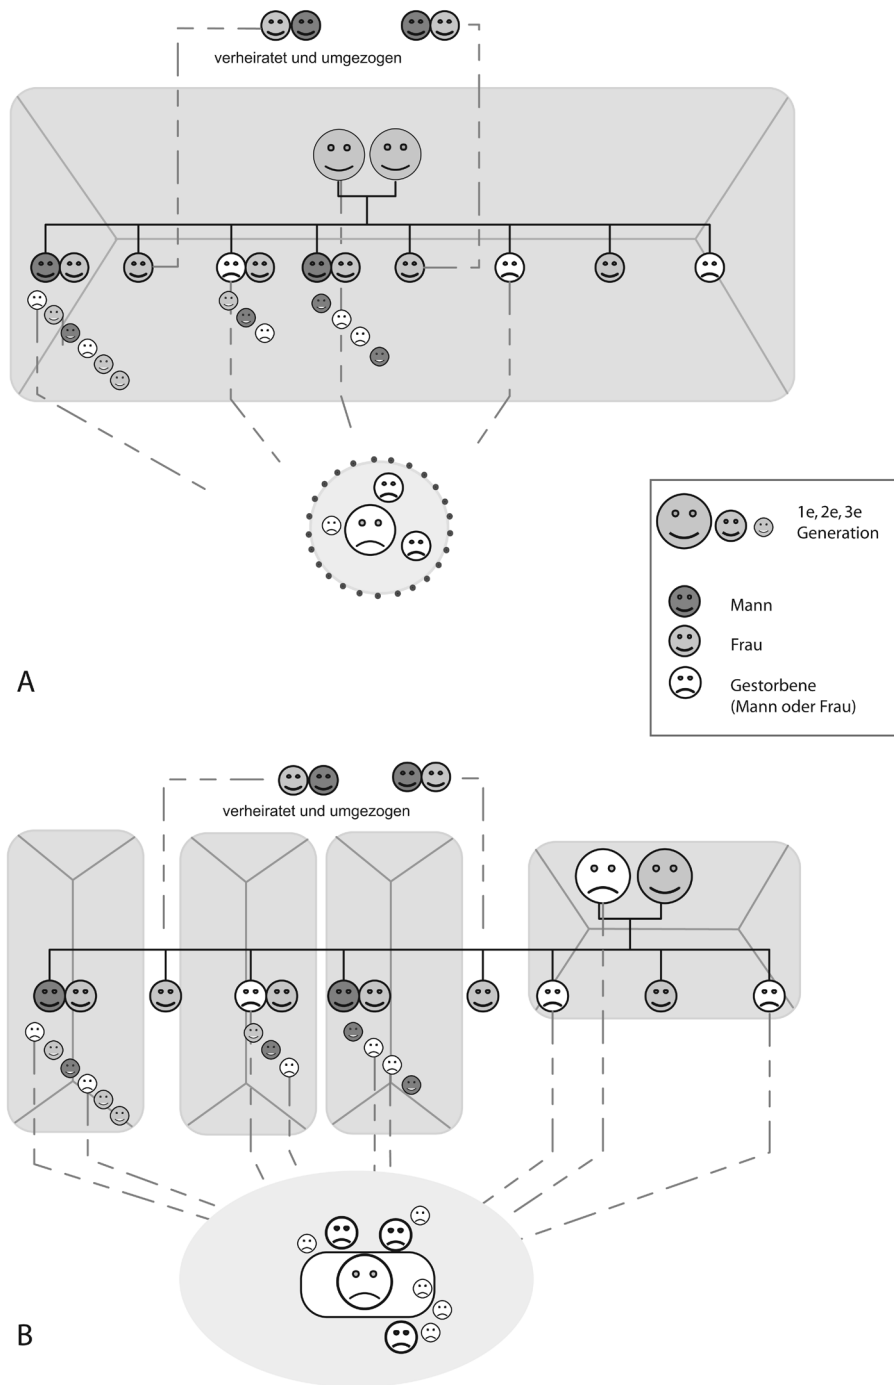 verheiratet und umgezogen
1e, 2e, 3e
Generation
Mann
Frau
Gestorbene
(Mann oder Frau)
A
verheiratet und umgezogen
B